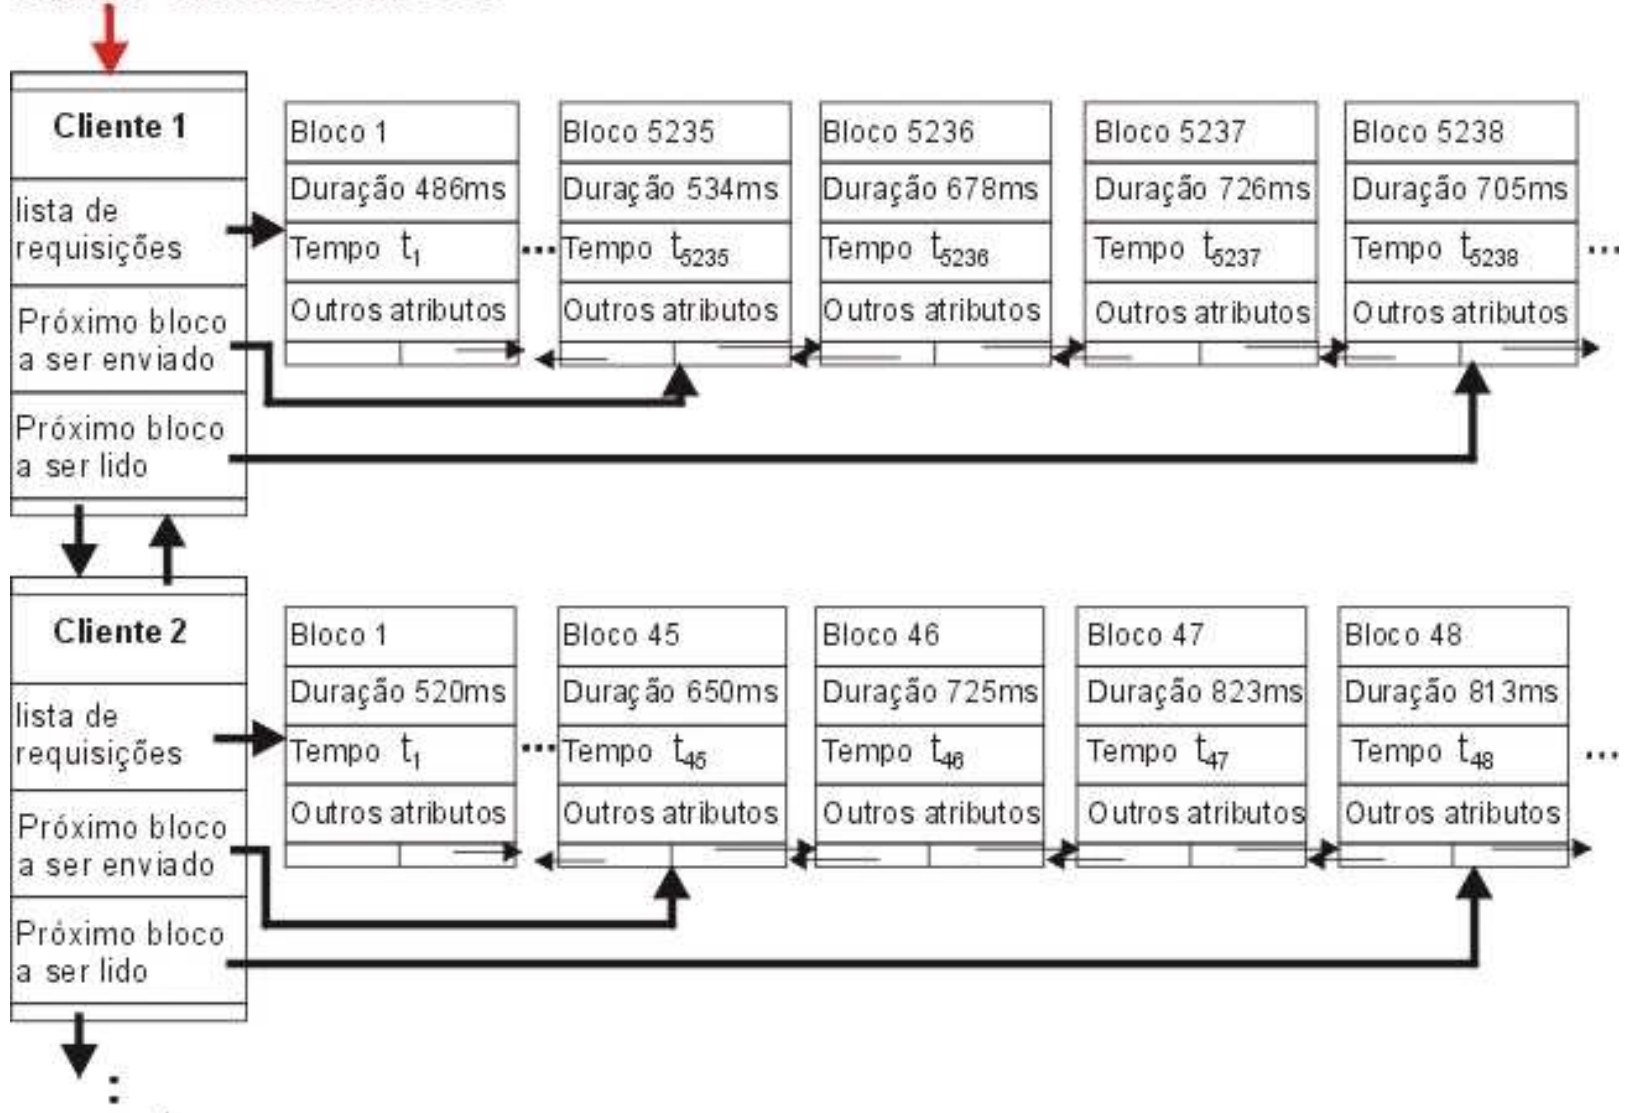 Cliente 1
lista de
requisições
Próximo bloco
a ser enviado
Próximo bloco
a ser lido
Bloco 1
Duração 486ms
Tempo t1
Outros atributos
...
Bloco 5235
Duração 534ms
Tempo t5235
Outros atributos
Bloco 5236
Duração 678ms
Tempo t5236
Outros atributos
Bloco 5237
Duração 726ms
Tempo t5237
Outros atributos
Bloco 5238
Duração 705ms
Tempo t5238
Outros atributos
...
Cliente 2
lista de
requisições
Próximo bloco
a ser enviado
Próximo bloco
a ser lido
Bloco 1
Duração 520ms
Tempo t1
Outros atributos
...
Bloco 45
Duração 650ms
Tempo t45
Outros atributos
Bloco 46
Duração 725ms
Tempo t46
Outros atributos
Bloco 47
Duração 823ms
Tempo t47
Outros atributos
Bloco 48
Duração 813ms
Tempo t48
Outros atributos
...